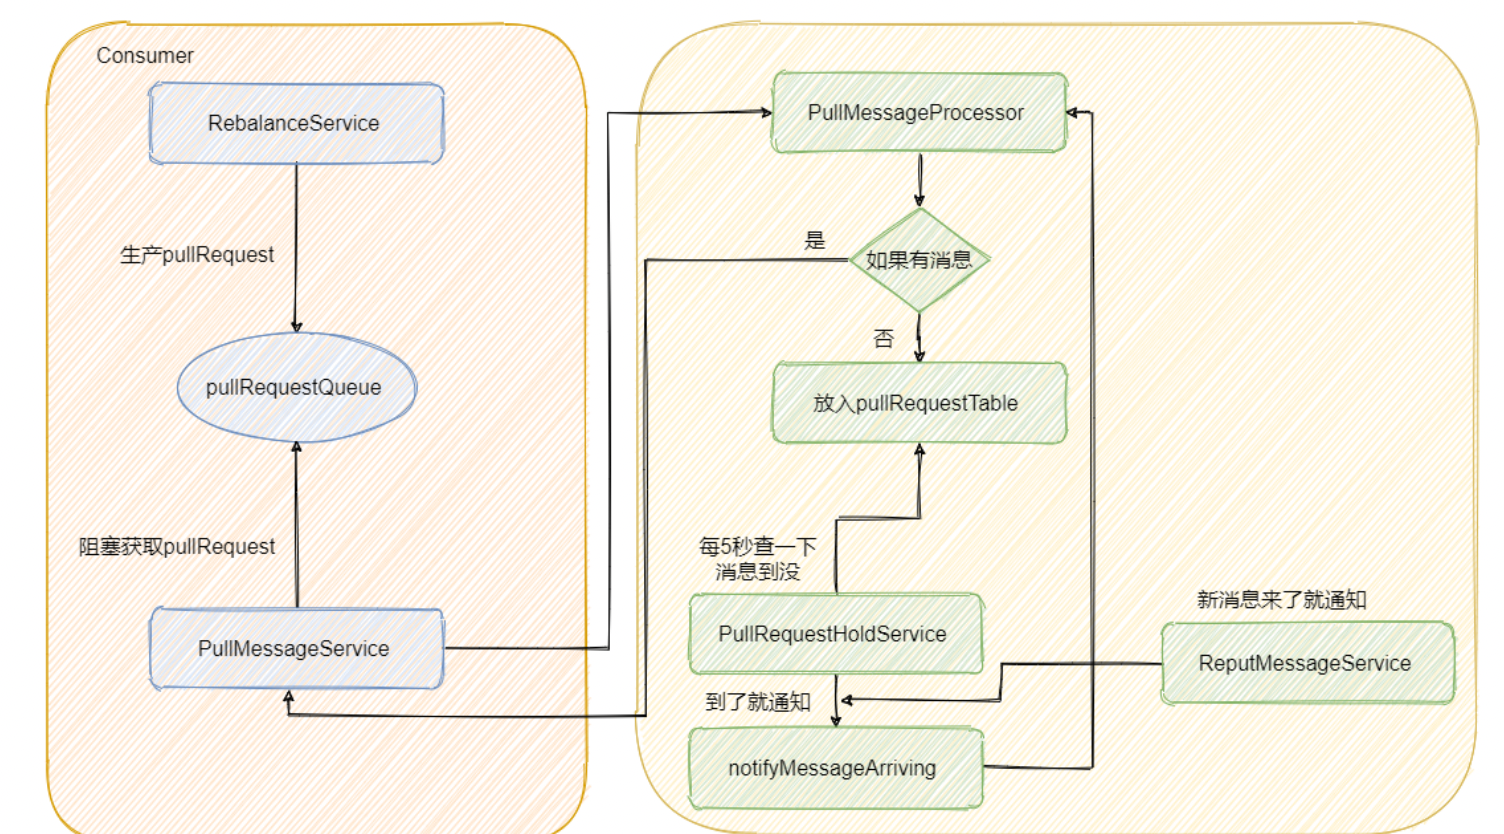 Consumer
RebalanceService
生产pullRequest
pullRequestQueue
阻塞获取pullRequest
PullMessageService
PullMessageProcessor
是
如果有消息
否
放入pullRequestTable
每5秒查一下
消息到没
PullRequestHoldService
新消息来了就通知
ReputMessageService
到了就通知
notifyMessageArriving